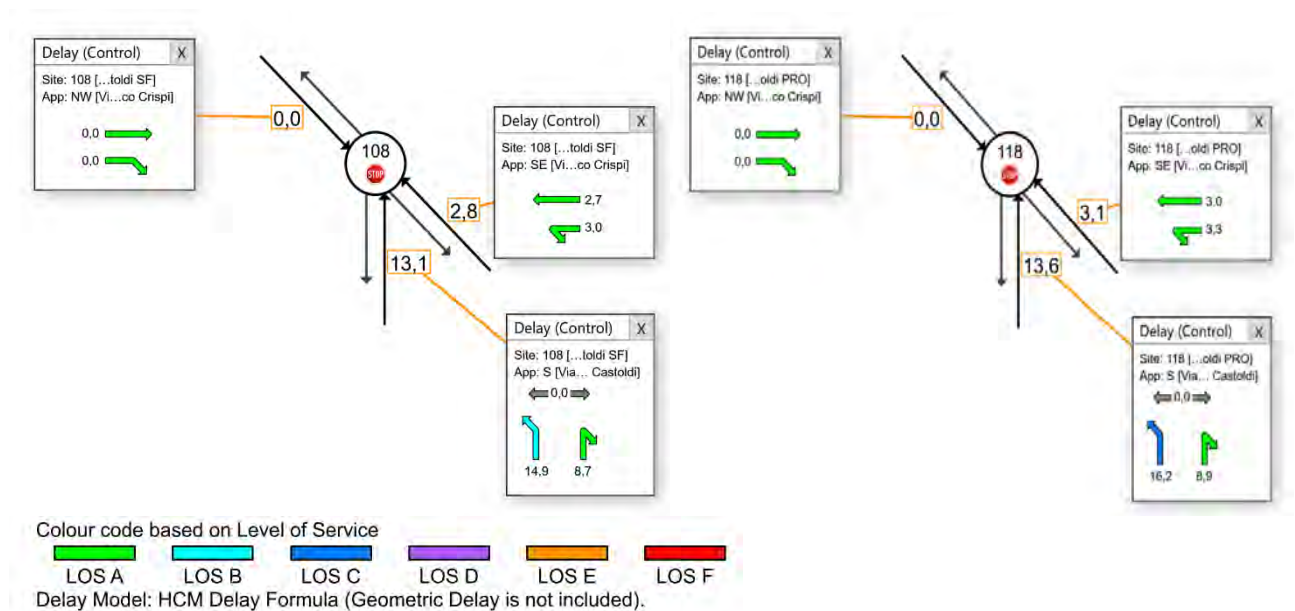 Delay (Control) X
Site: 108 [...toldi SF]
App: NW [Vi...co Crispi]
0,0
0,0
0,0
108
STOP
2,8
13,1
Delay (Control) X
Site: 108 [...toldi SF]
App: SE [Vi...co Crispi]
2,7
3,0
Delay (Control) X
Site: 108 [...toldi SF]
App: S [Via... Castoldi]
0,0
14,9 8,7
Delay (Control) X
Site: 118 [...oldi PRO]
App: NW [Vi...co Crispi]
0,0
0,0
0,0
118
STOP
3,1
13,6
Delay (Control) X
Site: 118 [...oldi PRO]
App: SE [Vi...co Crispi]
3,0
3,3
Delay (Control) X
Site: 118 [...oldi PRO]
App: S [Via... Castoldi]
0,0
16,2 8,9
Colour code based on Level of Service
LOS A LOS B LOS C LOS D LOS E LOS F
Delay Model: HCM Delay Formula (Geometric Delay is not included).